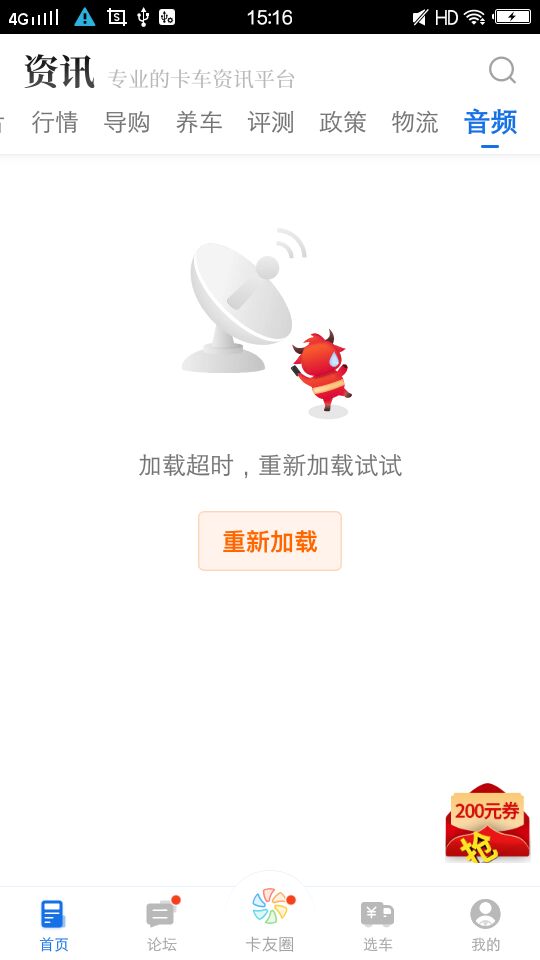 4G 15:16 HD
资讯 专业的卡车资讯平台
行情 导购 养车 评测 政策 物流 音频
加载超时，重新加载试试
重新加载
200元券
抢
首页 论坛 卡友圈 选车 我的